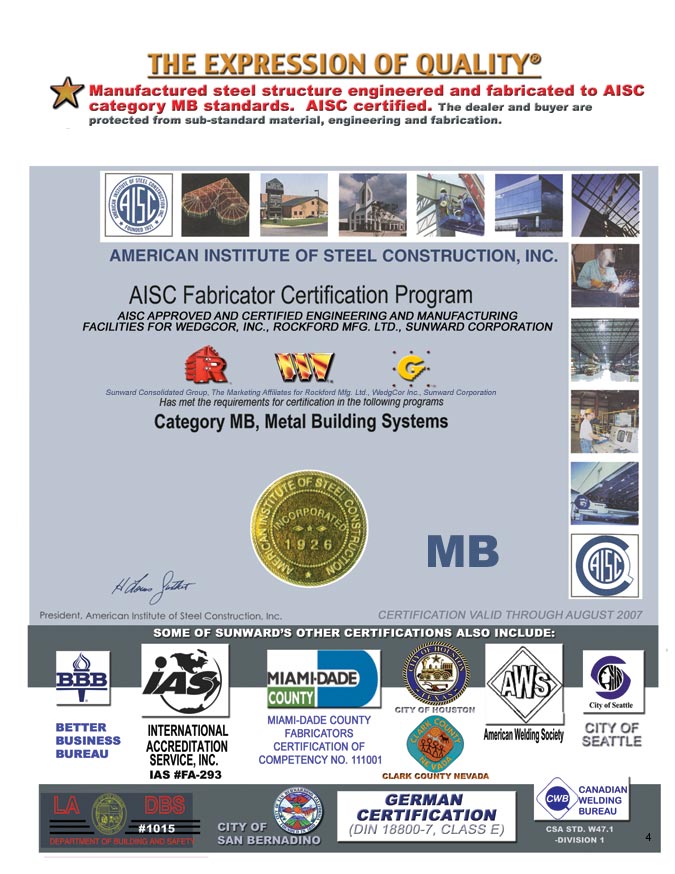 THE EXPRESSION OF QUALITY®
Manufactured steel structure engineered and fabricated to AISC
category MB standards. AISC certified. The dealer and buyer are
protected from sub-standard material, engineering and fabrication.
AMERICAN INSTITUTE OF STEEL CONSTRUCTION INC.
AISC
FOUNDED 1921
AMERICAN INSTITUTE OF STEEL CONSTRUCTION, INC.
AISC Fabricator Certification Program
AISC APPROVED AND CERTIFIED ENGINEERING AND MANUFACTURING
FACILITIES FOR WEDGCOR, INC., ROCKFORD MFG. LTD., SUNWARD CORPORATION
R W G
Sunward Consolidated Group, The Marketing Affiliates for Rockford Mfg. Ltd., WedgCor Inc., Sunward Corporation
Has met the requirements for certification in the following programs
Category MB, Metal Building Systems
AMERICAN INSTITUTE OF STEEL CONSTRUCTION
INCORPORATED
1926
MB
AISC
President, American Institute of Steel Construction, Inc.
CERTIFICATION VALID THROUGH AUGUST 2007
SOME OF SUNWARD'S OTHER CERTIFICATIONS ALSO INCLUDE:
BBB
BETTER
BUSINESS
BUREAU
IAS
INTERNATIONAL
ACCREDITATION
SERVICE, INC.
IAS #FA-293
MIAMI-DADE
COUNTY
MIAMI-DADE COUNTY
FABRICATORS
CERTIFICATION OF
COMPETENCY NO. 111001
CITY OF HOUSTON
TEXAS
CITY OF HOUSTON
CLARK COUNTY
NEVADA
CLARK COUNTY NEVADA
AWS
American Welding Society
City of Seattle
CITY OF
SEATTLE
LA DBS
#1015
DEPARTMENT OF BUILDING AND SAFETY
CITY OF
SAN BERNADINO
GERMAN
CERTIFICATION
(DIN 18800-7, CLASS E)
CWB
CANADIAN
WELDING
BUREAU
CSA STD. W47.1
-DIVISION 1
4